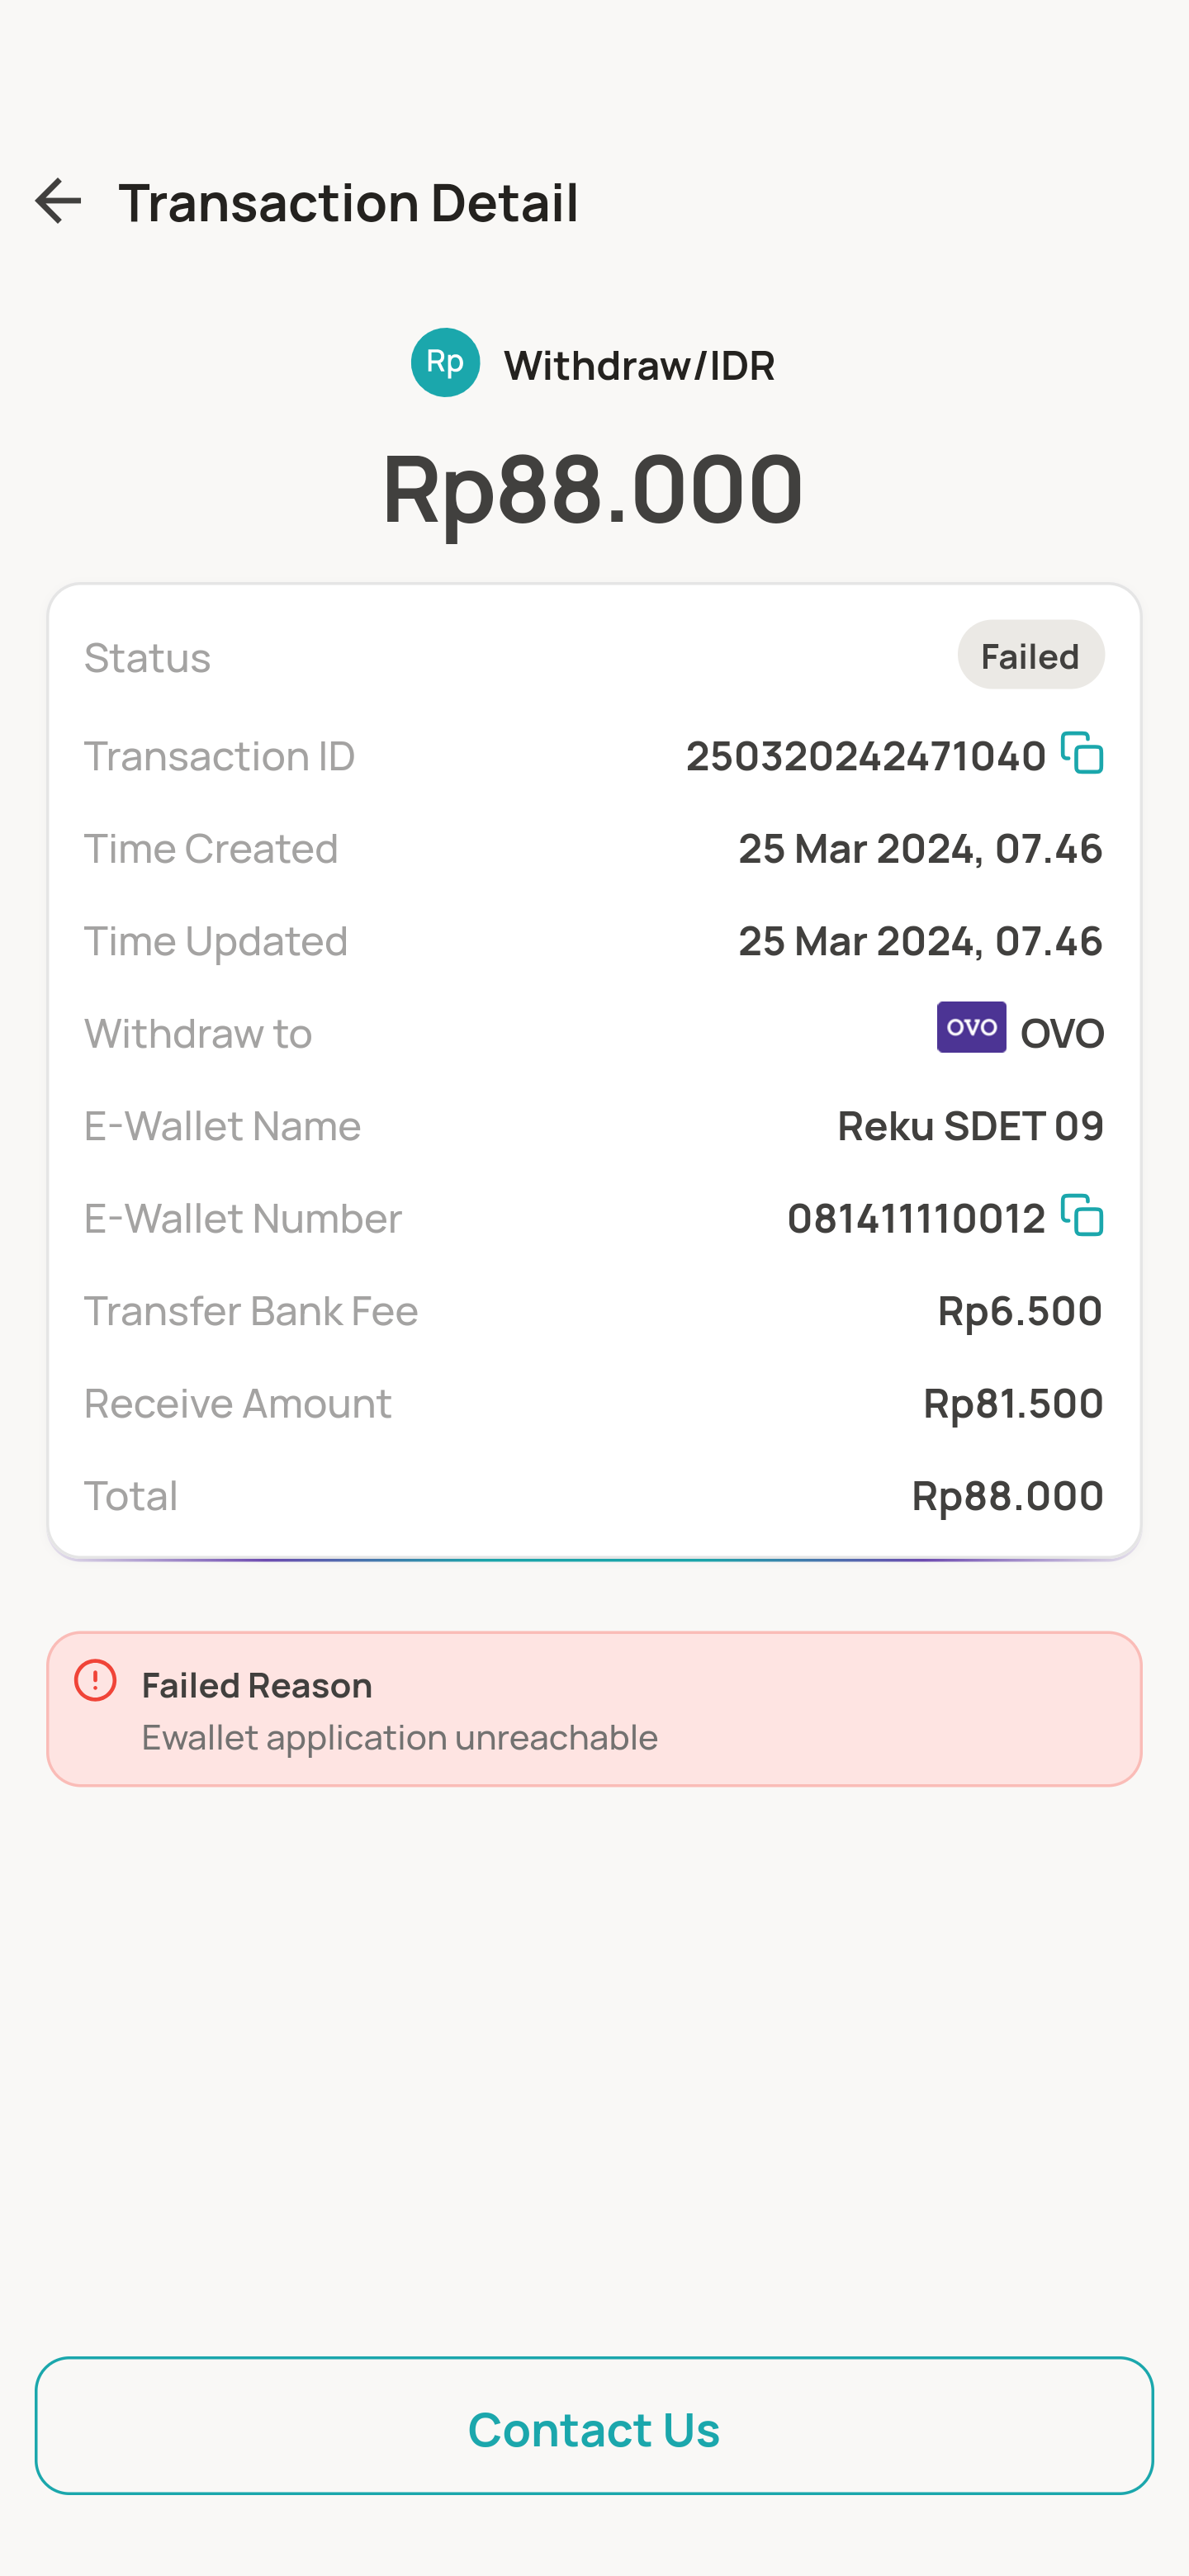 Transaction Detail
Rp Withdraw/IDR
Rp88.000
Status Failed
Transaction ID 250320242471040
Time Created 25 Mar 2024, 07.46
Time Updated 25 Mar 2024, 07.46
Withdraw to OVO OVO
E-Wallet Name Reku SDET 09
E-Wallet Number 081411110012
Transfer Bank Fee Rp6.500
Receive Amount Rp81.500
Total Rp88.000
Failed Reason
Ewallet application unreachable
Contact Us